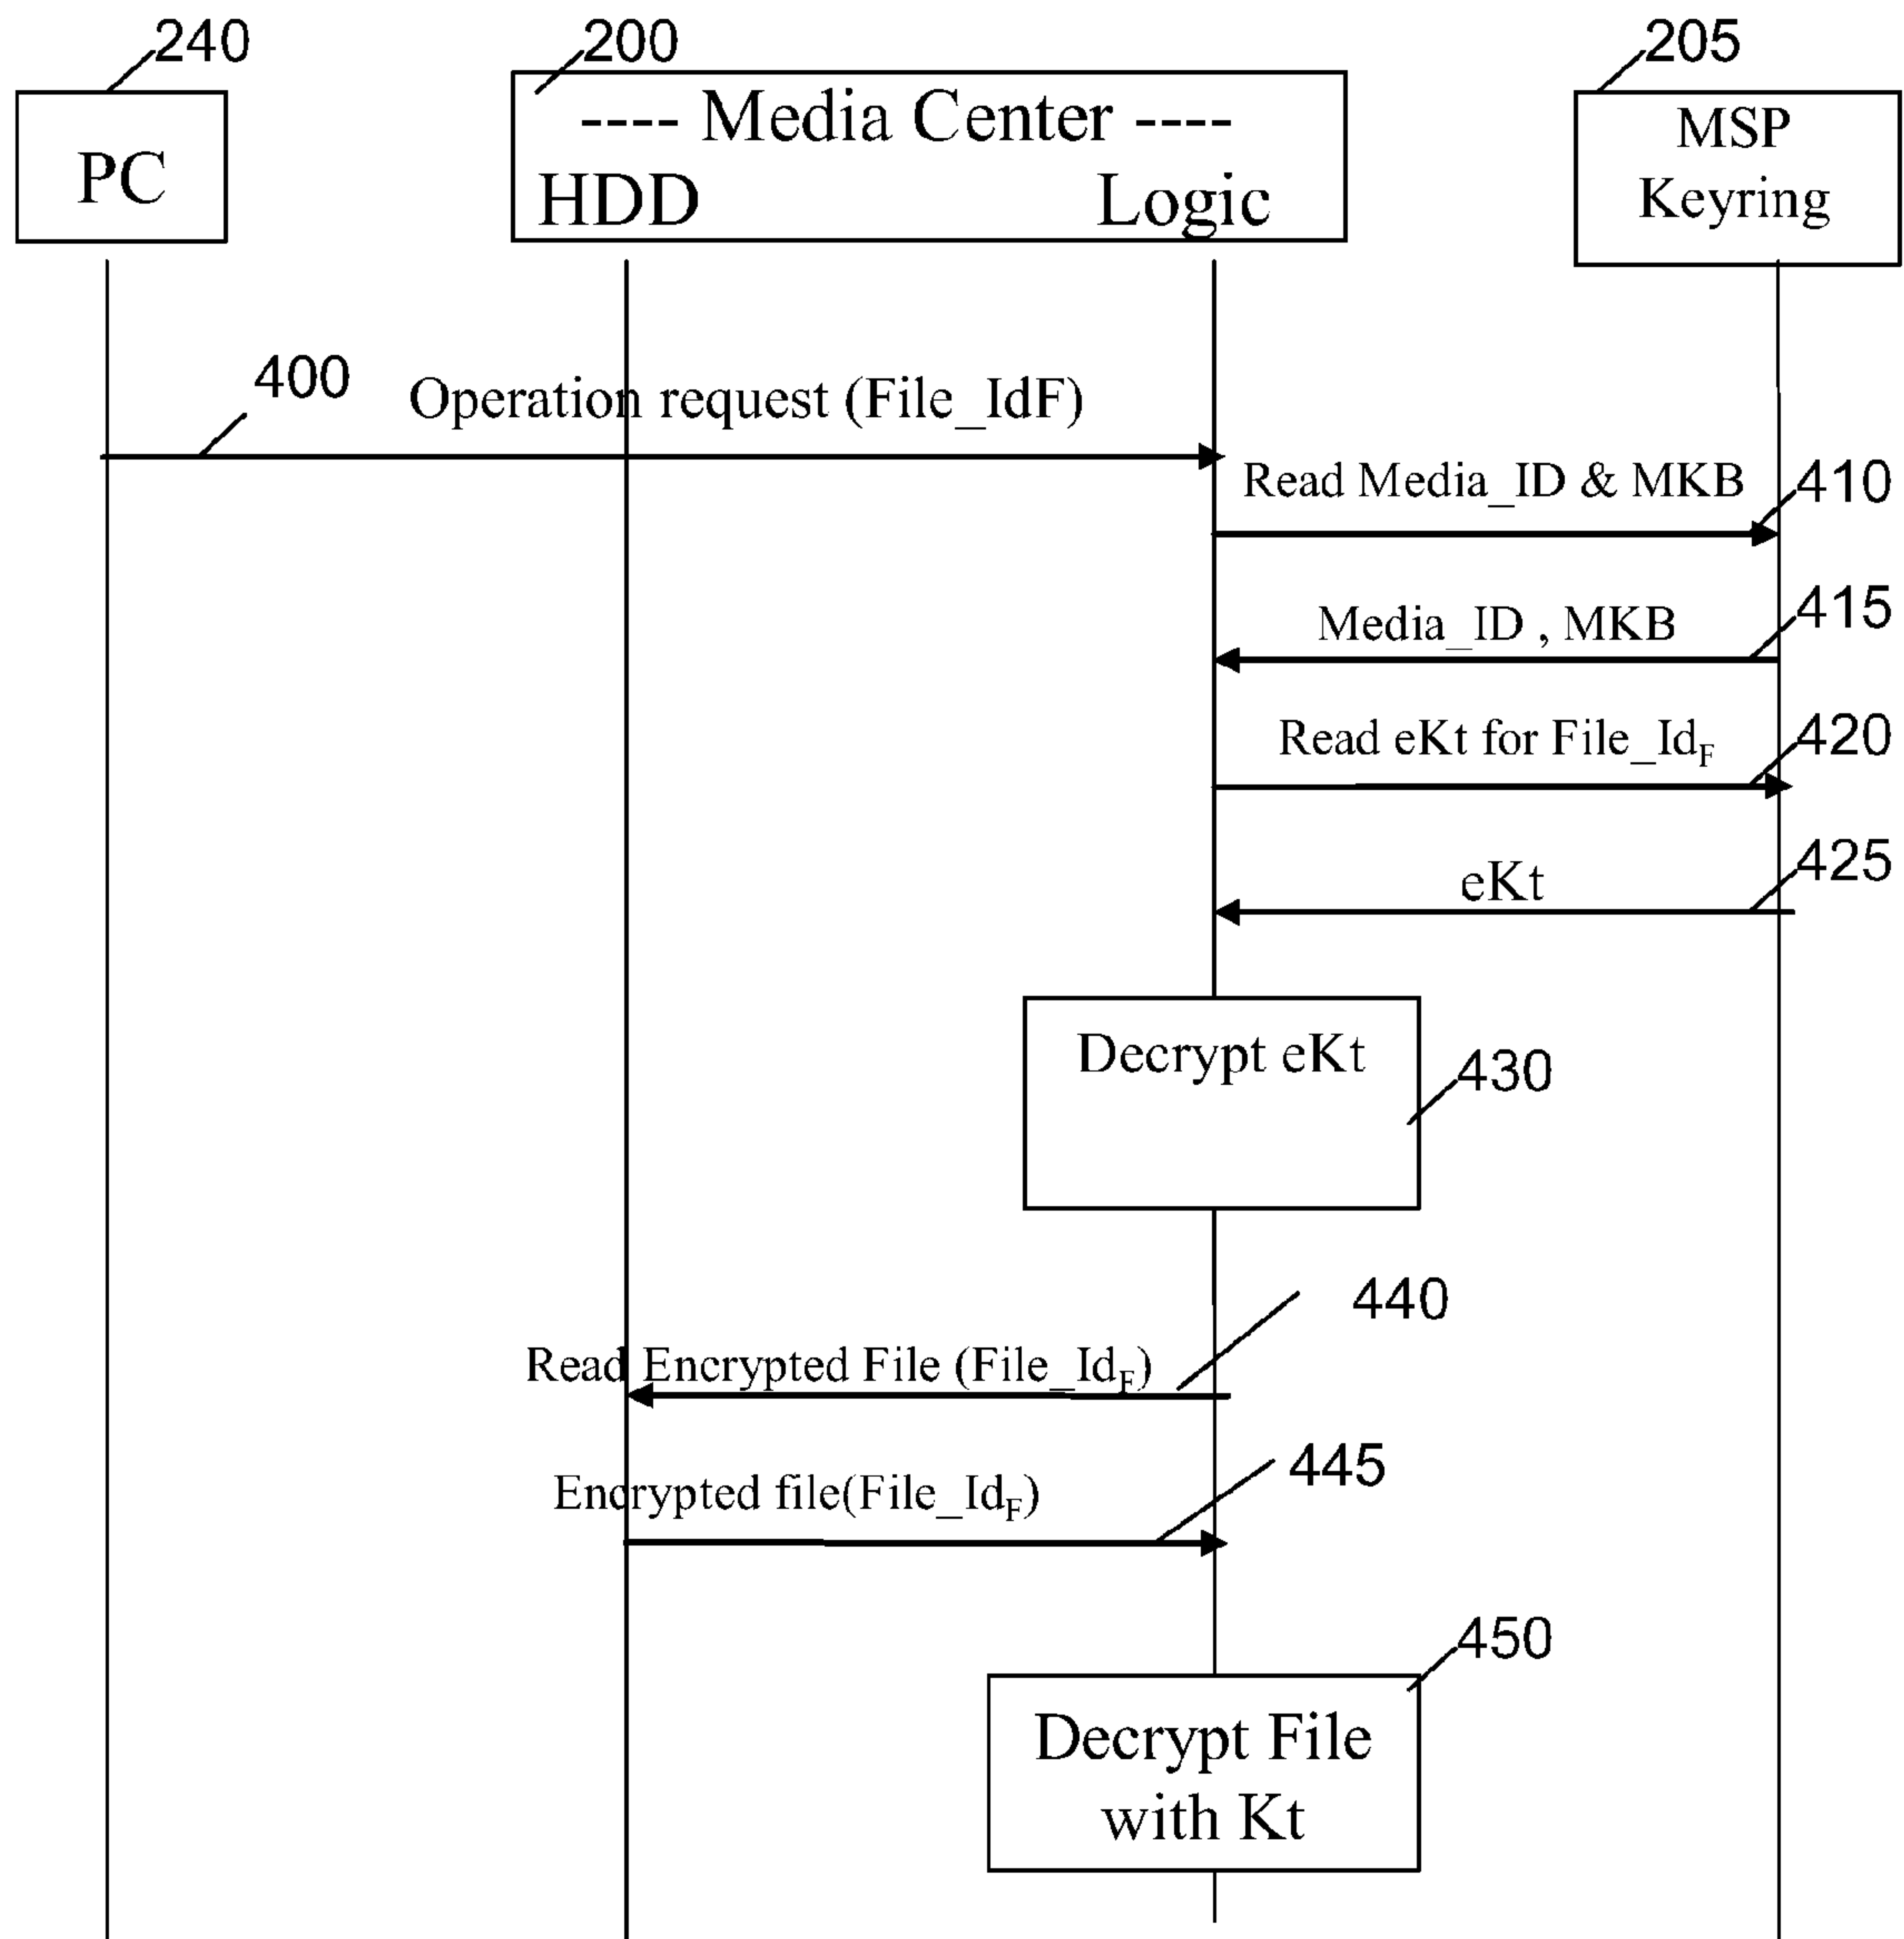 240
200
205
PC
---- Media Center ----
HDD Logic
MSP
Keyring
400
Operation request (File_IdF)
Read Media_ID & MKB
410
415
Media_ID , MKB
Read eKt for File_IdF
420
425
eKt
Decrypt eKt
430
440
Read Encrypted File (File_IdF)
445
Encrypted file(File_IdF)
450
Decrypt File
with Kt